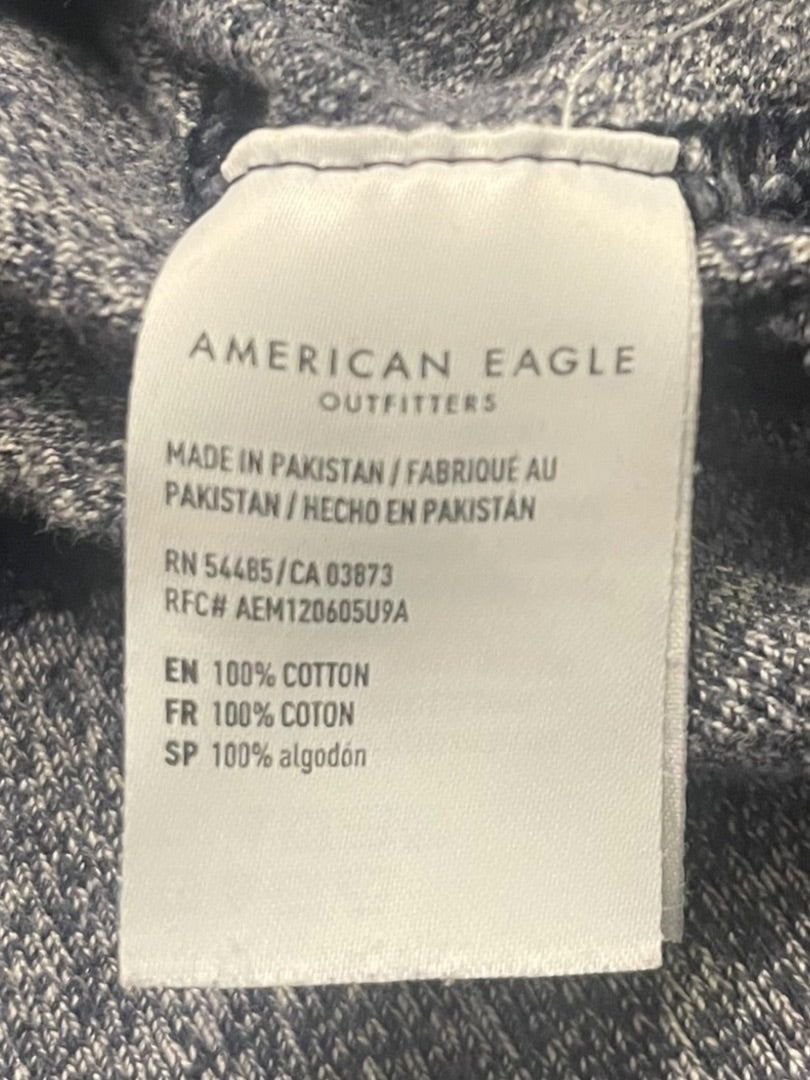 AMERICAN EAGLE
OUTFITTERS
MADE IN PAKISTAN / FABRIQUÉ AU
PAKISTAN / HECHO EN PAKISTÁN
RN 54485/CA 03873
RFC# AEM120605U9A
EN 100% COTTON
FR 100% COTON
SP 100% algodón